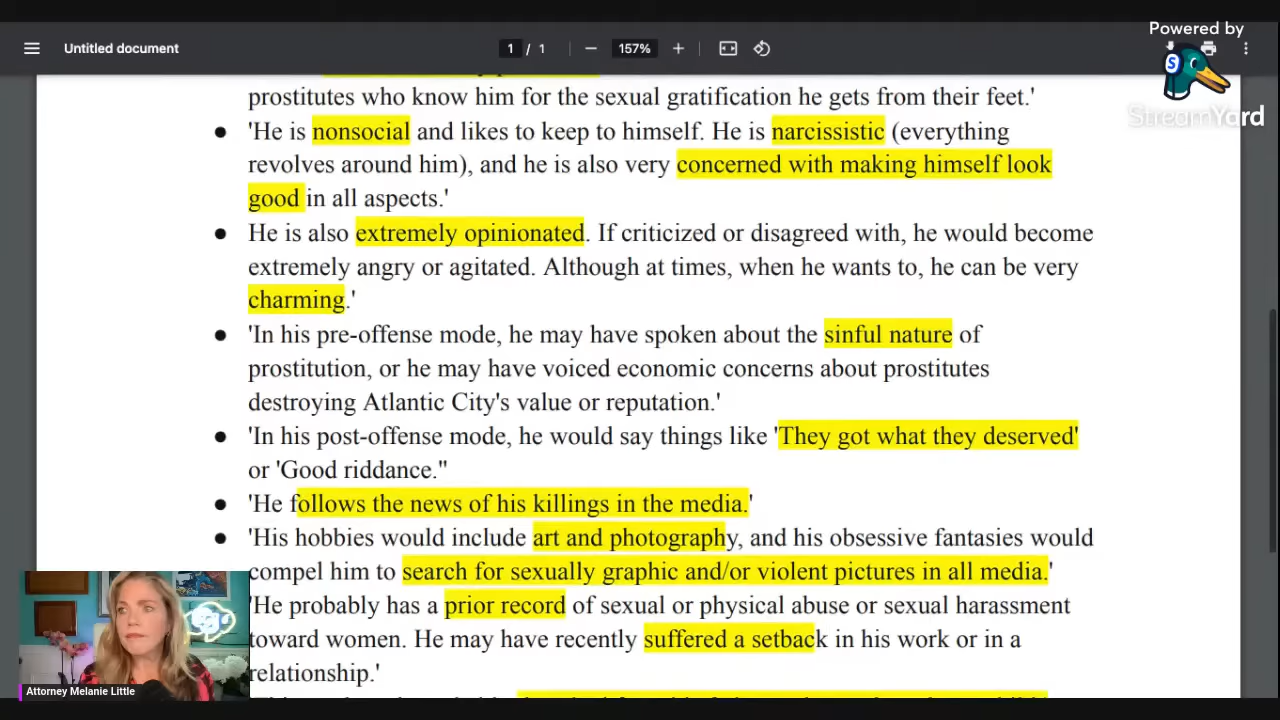 Powered by
Untitled document
1 / 1
157%
StreamYard
prostitutes who know him for the sexual gratification he gets from their feet.'
● 'He is nonsocial and likes to keep to himself. He is narcissistic (everything
revolves around him), and he is also very concerned with making himself look
good in all aspects.'
● He is also extremely opinionated. If criticized or disagreed with, he would become
extremely angry or agitated. Although at times, when he wants to, he can be very
charming.'
● 'In his pre-offense mode, he may have spoken about the sinful nature of
prostitution, or he may have voiced economic concerns about prostitutes
destroying Atlantic City's value or reputation.'
● 'In his post-offense mode, he would say things like 'They got what they deserved'
or 'Good riddance."
● 'He follows the news of his killings in the media.'
● 'His hobbies would include art and photography, and his obsessive fantasies would
compel him to search for sexually graphic and/or violent pictures in all media.'
'He probably has a prior record of sexual or physical abuse or sexual harassment
toward women. He may have recently suffered a setback in his work or in a
relationship.'
Attorney Melanie Little